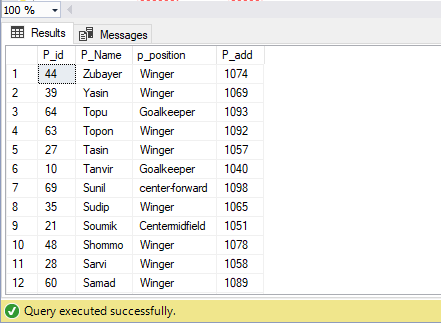 100 %
Results Messages
P_id P_Name p_position P_add
1 44 Zubayer Winger 1074
2 39 Yasin Winger 1069
3 64 Topu Goalkeeper 1093
4 63 Topon Winger 1092
5 27 Tasin Winger 1057
6 10 Tanvir Goalkeeper 1040
7 69 Sunil center-forward 1098
8 35 Sudip Winger 1065
9 21 Soumik Centermidfield 1051
10 48 Shommo Winger 1078
11 28 Sarvi Winger 1058
12 60 Samad Winger 1089
Query executed successfully.